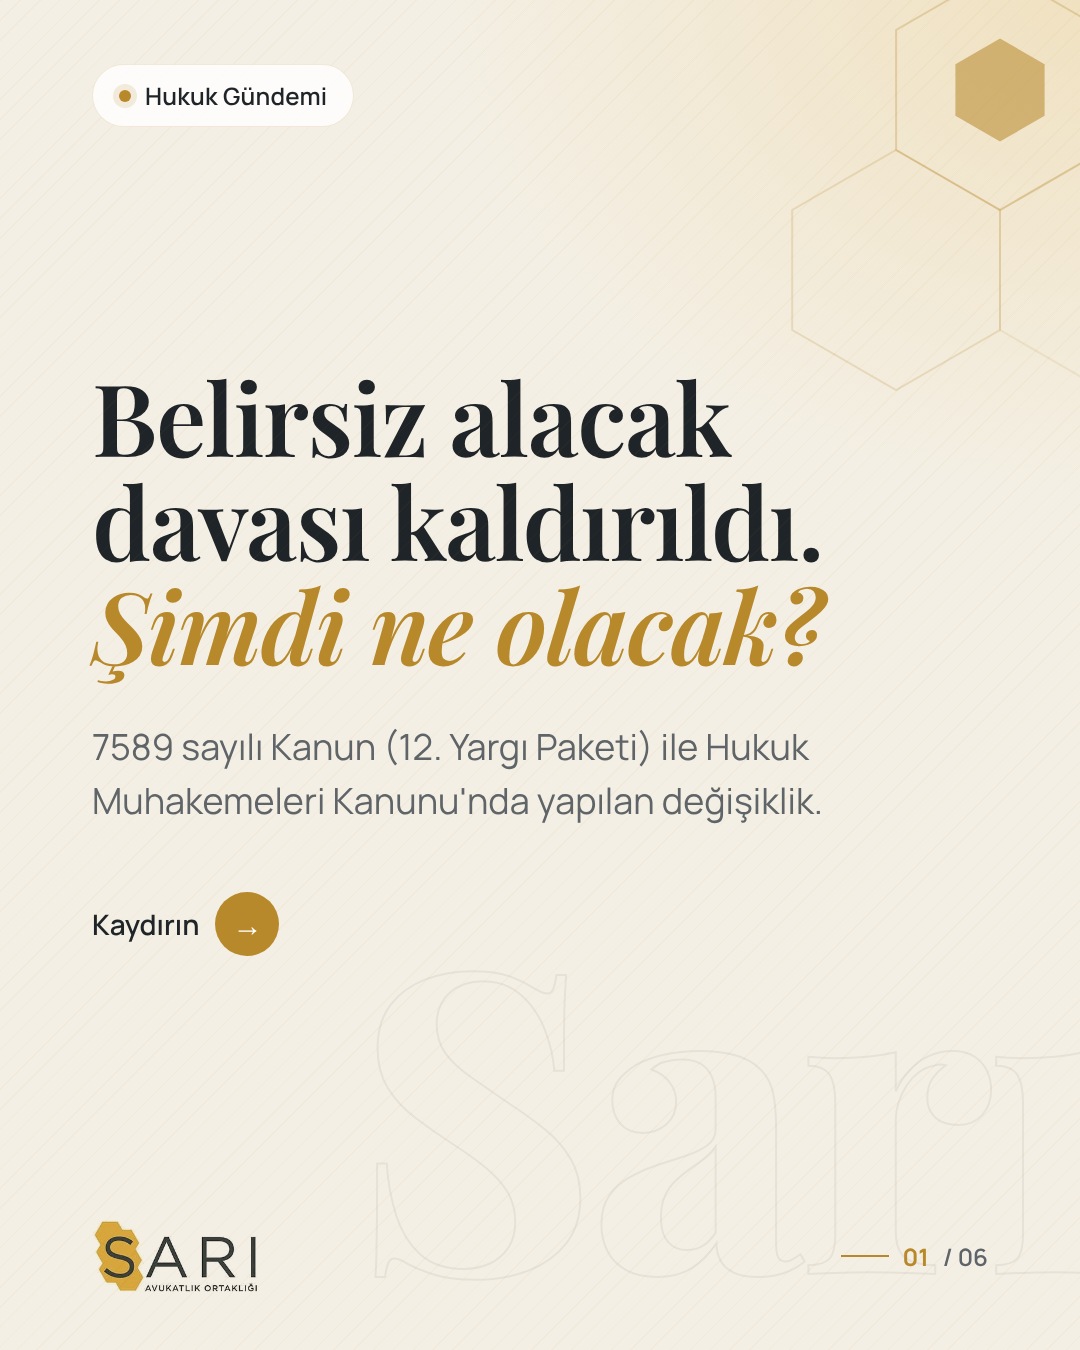 Hukuk Gündemi
Belirsiz alacak
davası kaldırıldı.
Şimdi ne olacak?
7589 sayılı Kanun (12. Yargı Paketi) ile Hukuk
Muhakemeleri Kanunu'nda yapılan değişiklik.
Kaydırın →
Sarı
SARI
AVUKATLIK ORTAKLIĞI
01 / 06